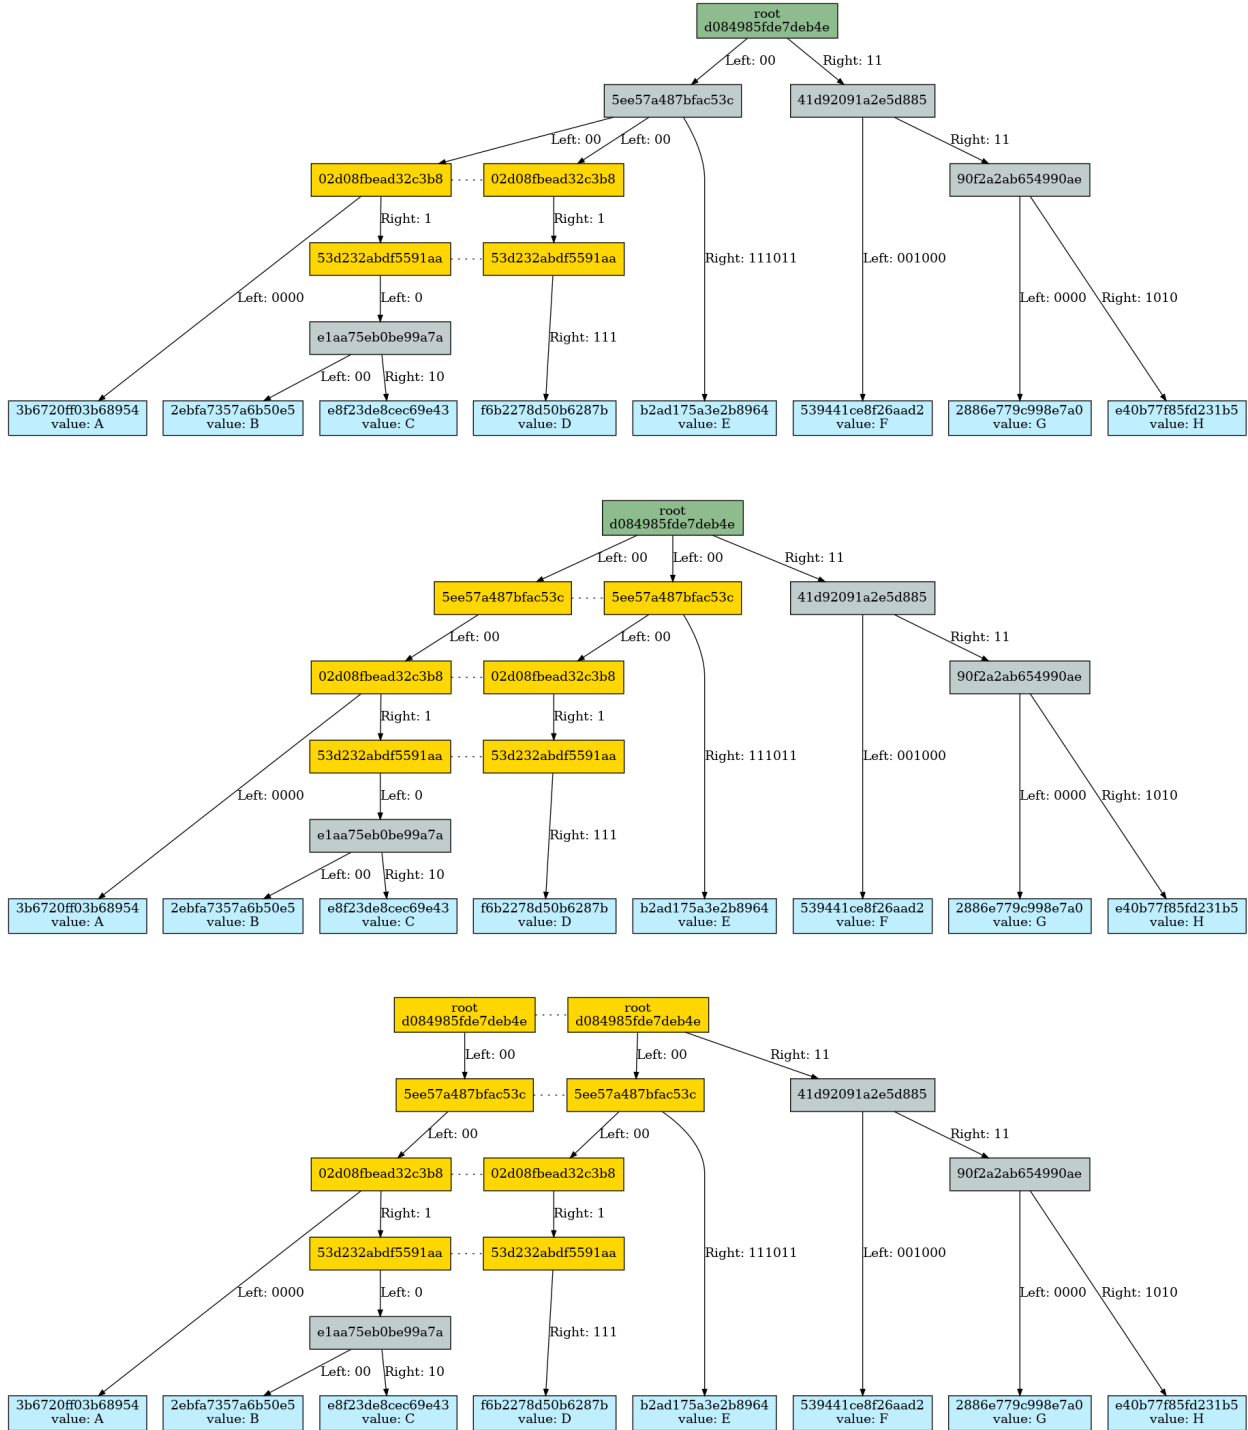 root
d084985fde7deb4e
Left: 00
Right: 11
5ee57a487bfac53c
41d92091a2e5d885
Left: 00
Left: 00
Right: 11
02d08fbead32c3b8
02d08fbead32c3b8
90f2a2ab654990ae
Right: 1
Right: 1
53d232abdf5591aa
53d232abdf5591aa
Right: 111011
Left: 001000
Left: 0000
Left: 0
Left: 0000
Right: 1010
e1aa75eb0be99a7a
Right: 111
Left: 00
Right: 10
3b6720ff03b68954
value: A
2ebfa7357a6b50e5
value: B
e8f23de8cec69e43
value: C
f6b2278d50b6287b
value: D
b2ad175a3e2b8964
value: E
539441ce8f26aad2
value: F
2886e779c998e7a0
value: G
e40b77f85fd231b5
value: H
root
d084985fde7deb4e
Left: 00
Left: 00
Right: 11
5ee57a487bfac53c
5ee57a487bfac53c
41d92091a2e5d885
Left: 00
Left: 00
Right: 11
02d08fbead32c3b8
02d08fbead32c3b8
90f2a2ab654990ae
Right: 1
Right: 1
53d232abdf5591aa
53d232abdf5591aa
Right: 111011
Left: 001000
Left: 0000
Left: 0
Left: 0000
Right: 1010
e1aa75eb0be99a7a
Right: 111
Left: 00
Right: 10
3b6720ff03b68954
value: A
2ebfa7357a6b50e5
value: B
e8f23de8cec69e43
value: C
f6b2278d50b6287b
value: D
b2ad175a3e2b8964
value: E
539441ce8f26aad2
value: F
2886e779c998e7a0
value: G
e40b77f85fd231b5
value: H
root
d084985fde7deb4e
root
d084985fde7deb4e
Left: 00
Left: 00
Right: 11
5ee57a487bfac53c
5ee57a487bfac53c
41d92091a2e5d885
Left: 00
Left: 00
Right: 11
02d08fbead32c3b8
02d08fbead32c3b8
90f2a2ab654990ae
Right: 1
Right: 1
53d232abdf5591aa
53d232abdf5591aa
Right: 111011
Left: 001000
Left: 0000
Left: 0
Left: 0000
Right: 1010
e1aa75eb0be99a7a
Right: 111
Left: 00
Right: 10
3b6720ff03b68954
value: A
2ebfa7357a6b50e5
value: B
e8f23de8cec69e43
value: C
f6b2278d50b6287b
value: D
b2ad175a3e2b8964
value: E
539441ce8f26aad2
value: F
2886e779c998e7a0
value: G
e40b77f85fd231b5
value: H